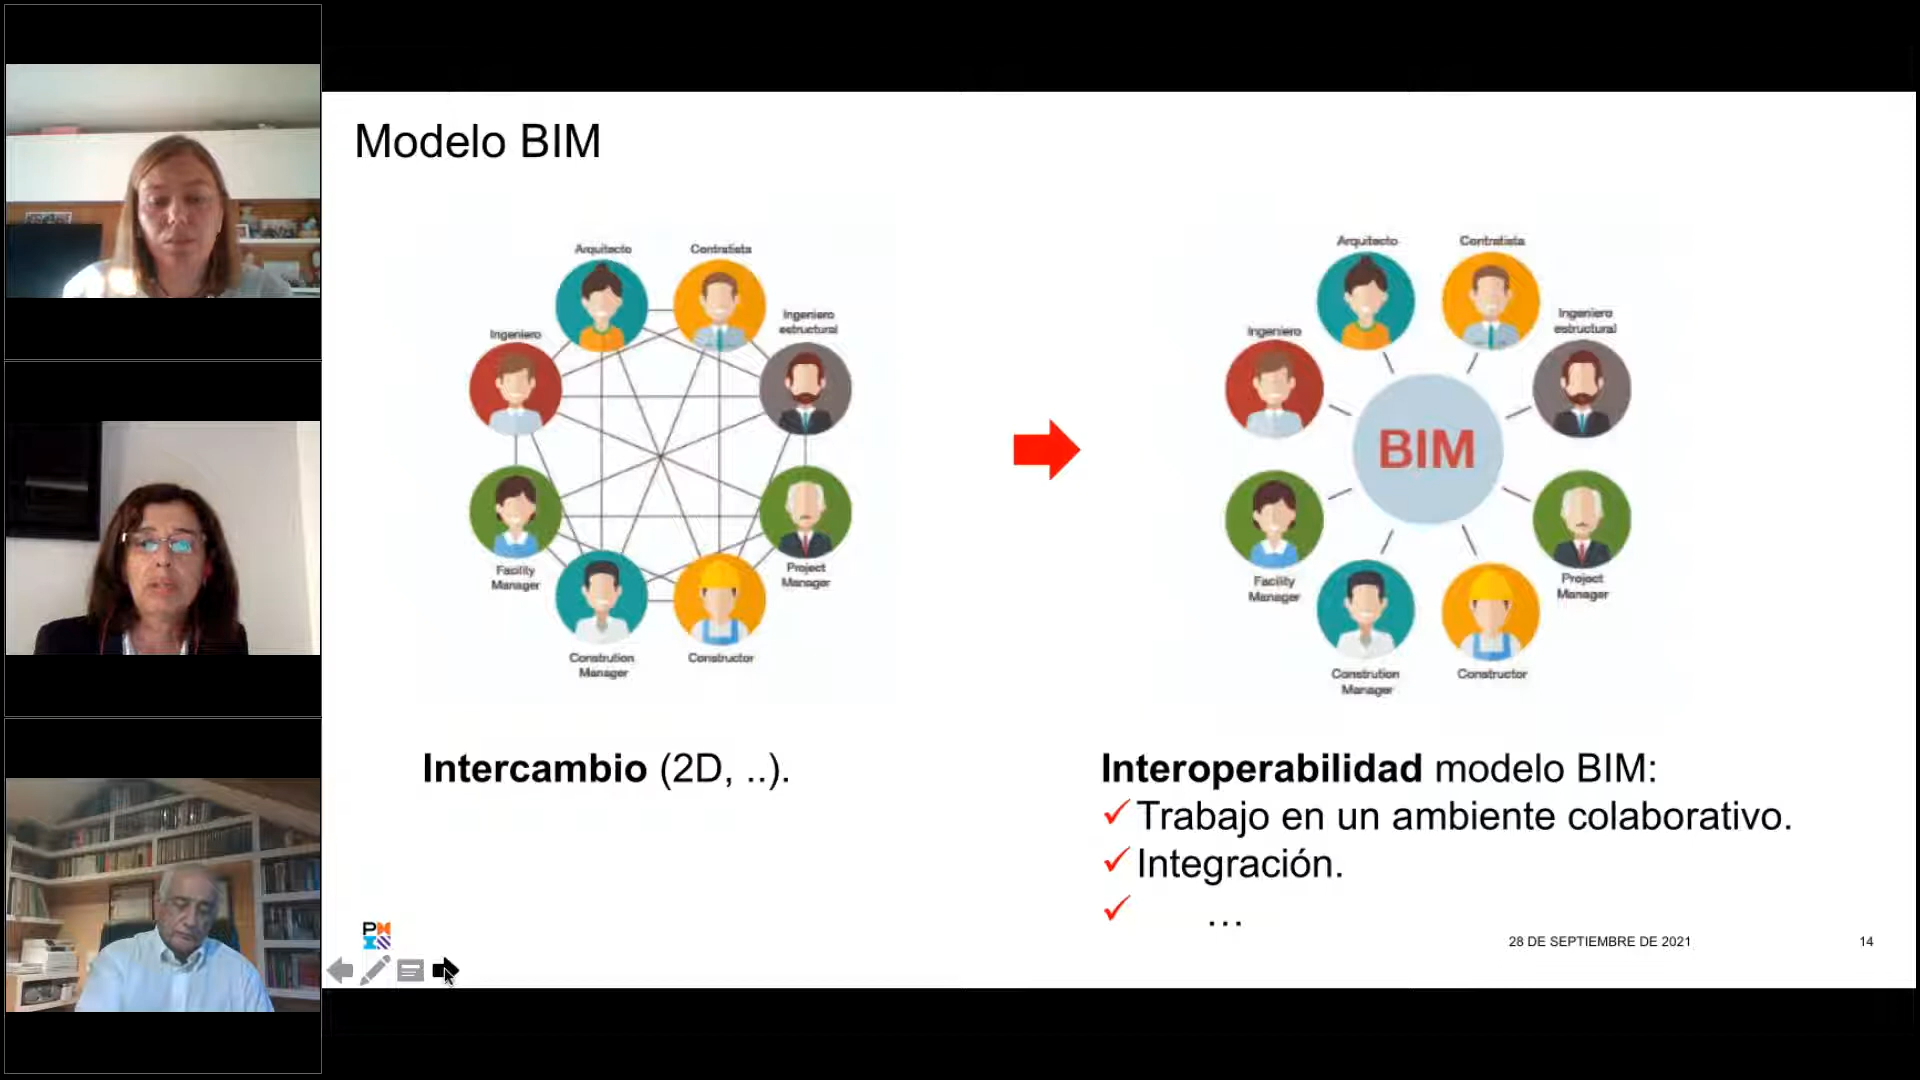 Modelo BIM
Arquitecto
Contratista
Ingeniero
Ingeniero
estructural
Facility
Manager
Project
Manager
Constrution
Manager
Constructor
Arquitecto
Contratista
Ingeniero
Ingeniero
estructural
BIM
Facility
Manager
Project
Manager
Constrution
Manager
Constructor
Intercambio (2D, ..).
Interoperabilidad modelo BIM:
✓Trabajo en un ambiente colaborativo.
✓Integración.
✓ ...
PMI
28 DE SEPTIEMBRE DE 2021
14